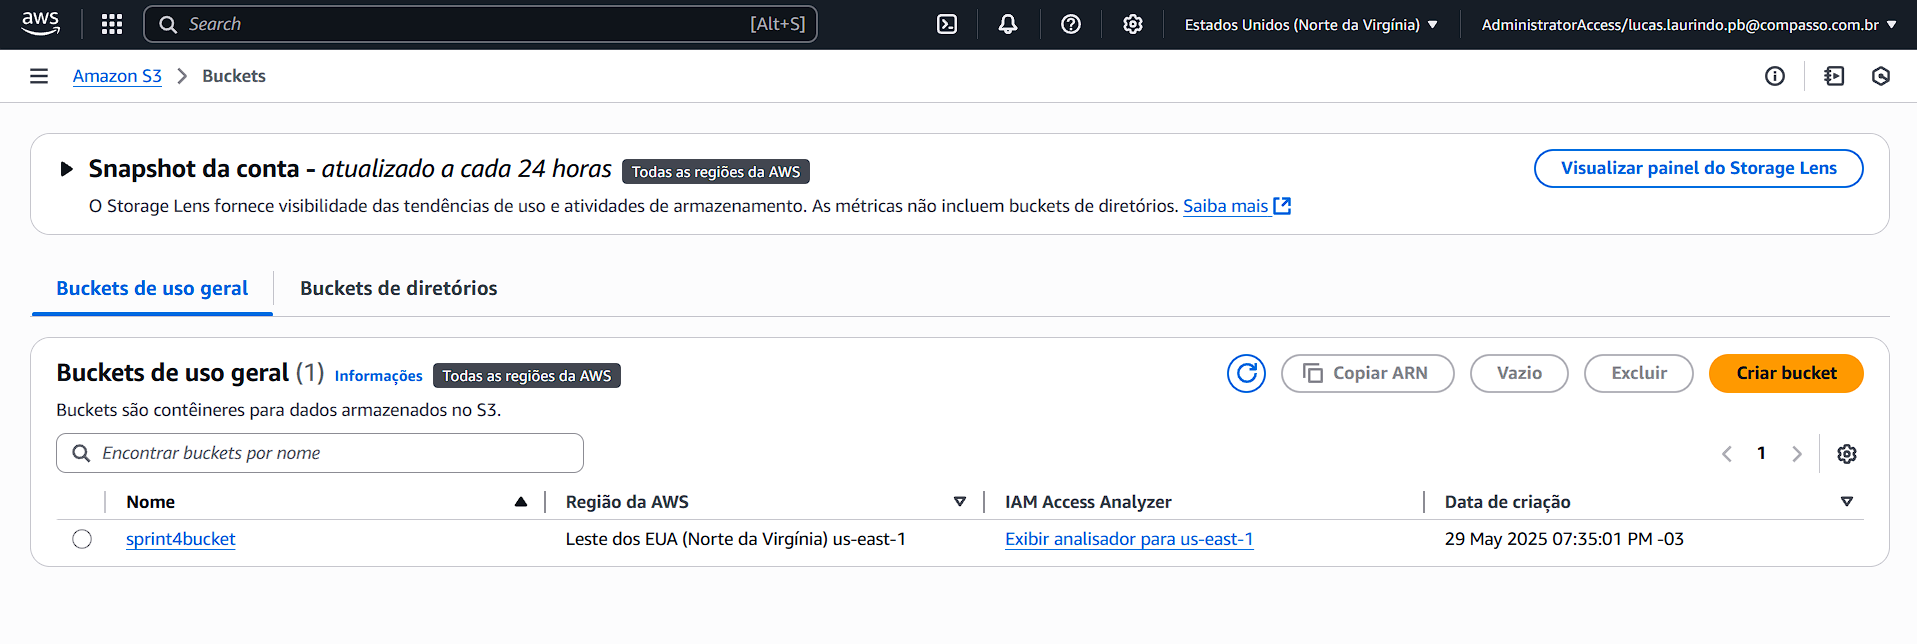 aws Search [Alt+S] Estados Unidos (Norte da Virgínia) AdministratorAccess/lucas.laurindo.pb@compasso.com.br
Amazon S3 Buckets
Snapshot da conta - atualizado a cada 24 horas Todas as regiões da AWS Visualizar painel do Storage Lens
O Storage Lens fornece visibilidade das tendências de uso e atividades de armazenamento. As métricas não incluem buckets de diretórios. Saiba mais
Buckets de uso geral Buckets de diretórios
Buckets de uso geral (1) Informações Todas as regiões da AWS Copiar ARN Vazio Excluir Criar bucket
Buckets são contêineres para dados armazenados no S3.
Encontrar buckets por nome 1
Nome Região da AWS IAM Access Analyzer Data de criação
sprint4bucket Leste dos EUA (Norte da Virgínia) us-east-1 Exibir analisador para us-east-1 29 May 2025 07:35:01 PM -03